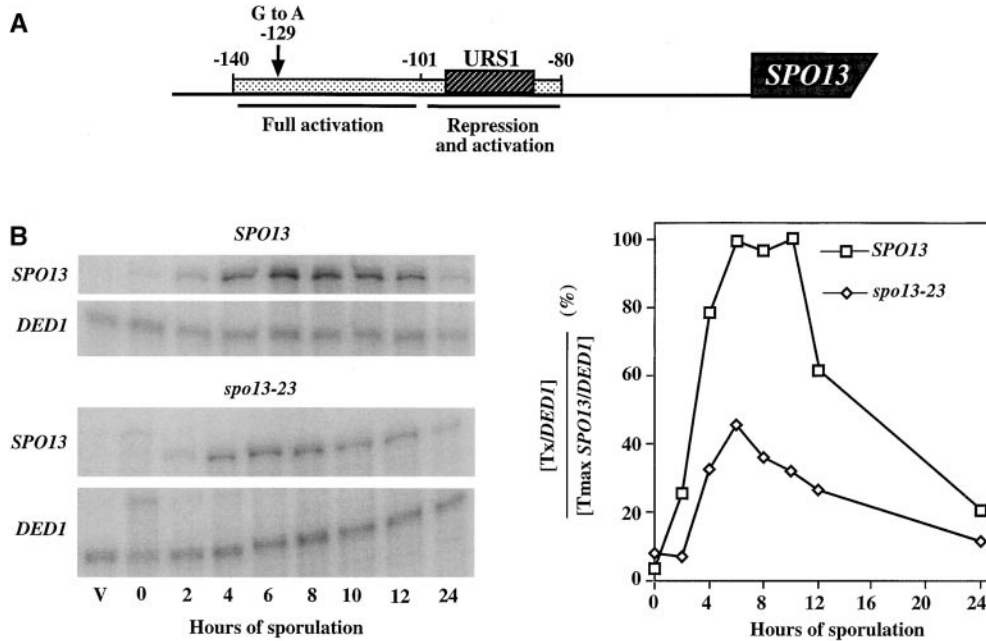 A
G to A
-129
-140
-101
URS1
-80
SPO13
Full activation
Repression
and activation
B
SPO13
SPO13
DED1
spo13-23
SPO13
DED1
V 0 2 4 6 8 10 12 24
Hours of sporulation
[Tx/DED1]
[Tmax SPO13/DED1]
(%)
100
80
60
40
20
0
SPO13
spo13-23
0 4 8 12 16 20 24
Hours of sporulation